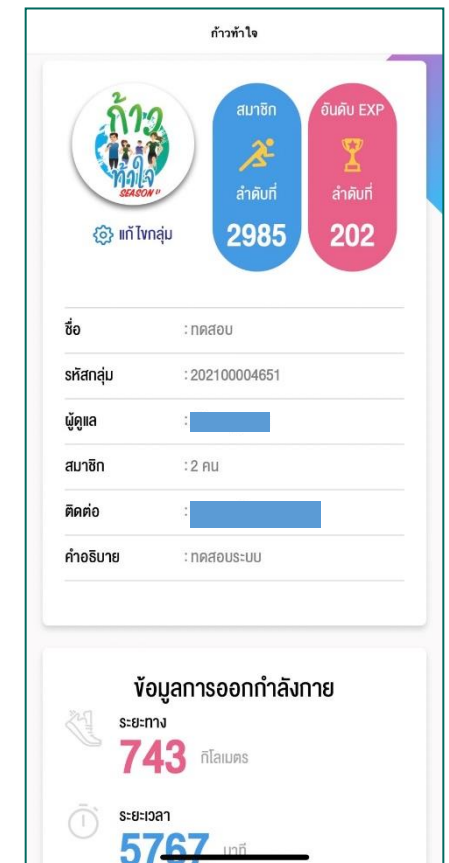 ก้าวท้าใจ
ก้าว
ท้าใจ
SEASON II
แก้ไขกลุ่ม
สมาชิก
ลำดับที่
2985
อันดับ EXP
ลำดับที่
202
ชื่อ : ทดสอบ
รหัสกลุ่ม : 202100004651
ผู้ดูแล :
สมาชิก : 2 คน
ติดต่อ :
คำอธิบาย : ทดสอบระบบ
ข้อมูลการออกกำลังกาย
ระยะทาง
743 กิโลเมตร
ระยะเวลา
5767 นาที